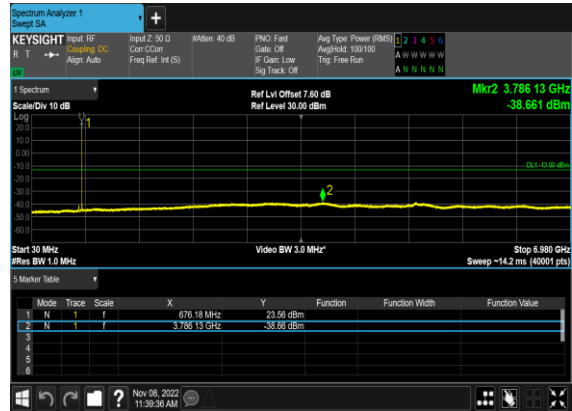 Spectrum Analyzer 1
Swept SA
+
KEYSIGHT Input: RF Input Z: 50 Ω #Atten: 40 dB PNO: Fast Avg Type: Power (RMS) 1 2 3 4 5 6
R T Coupling: DC Corr CCorr Gate: Off Avg|Hold: 100/100 A W W W W W
Align: Auto Freq Ref: Int (S) IF Gain: Low Trig: Free Run
Sig Track: Off A N N N N N
1 Spectrum Ref Lvl Offset 7.60 dB Mkr2 3.786 13 GHz
Scale/Div 10 dB Ref Level 30.00 dBm -38.661 dBm
Log
20.0
1
10.0
0.00
-10.0
DL1 -13.00 dBm
-20.0
-30.0
2
-40.0
-50.0
-60.0
Start 30 MHz Video BW 3.0 MHz* Stop 6.980 GHz
#Res BW 1.0 MHz Sweep ~14.2 ms (40001 pts)
5 Marker Table
Mode Trace Scale X Y Function Function Width Function Value
1 N 1 f 676.18 MHz 23.56 dBm
2 N 1 f 3.786 13 GHz -38.66 dBm
3
4
5
6
? Nov 08, 2022
11:39:36 AM